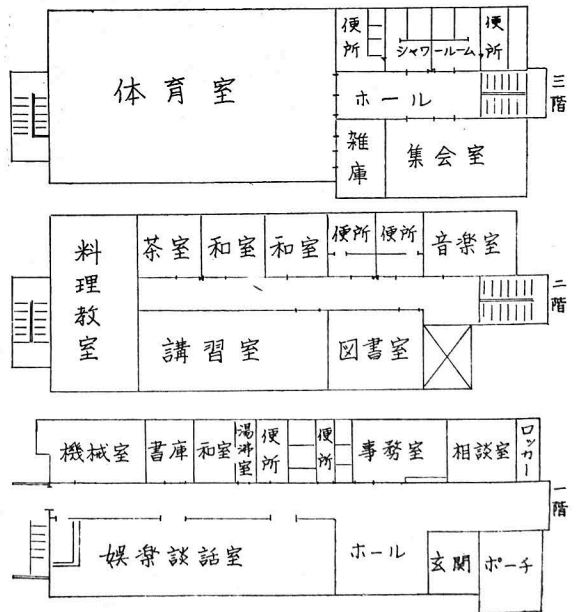 体育室
便所
シャワールーム
便所
ホール
雑庫
集会室
三階
料理教室
茶室
和室
和室
便所
便所
音楽室
講習室
図書室
二階
機械室
書庫
和室
湯沸室
便所
便所
事務室
相談室
ロッカー
一階
娯楽談話室
ホール
玄関
ポーチ